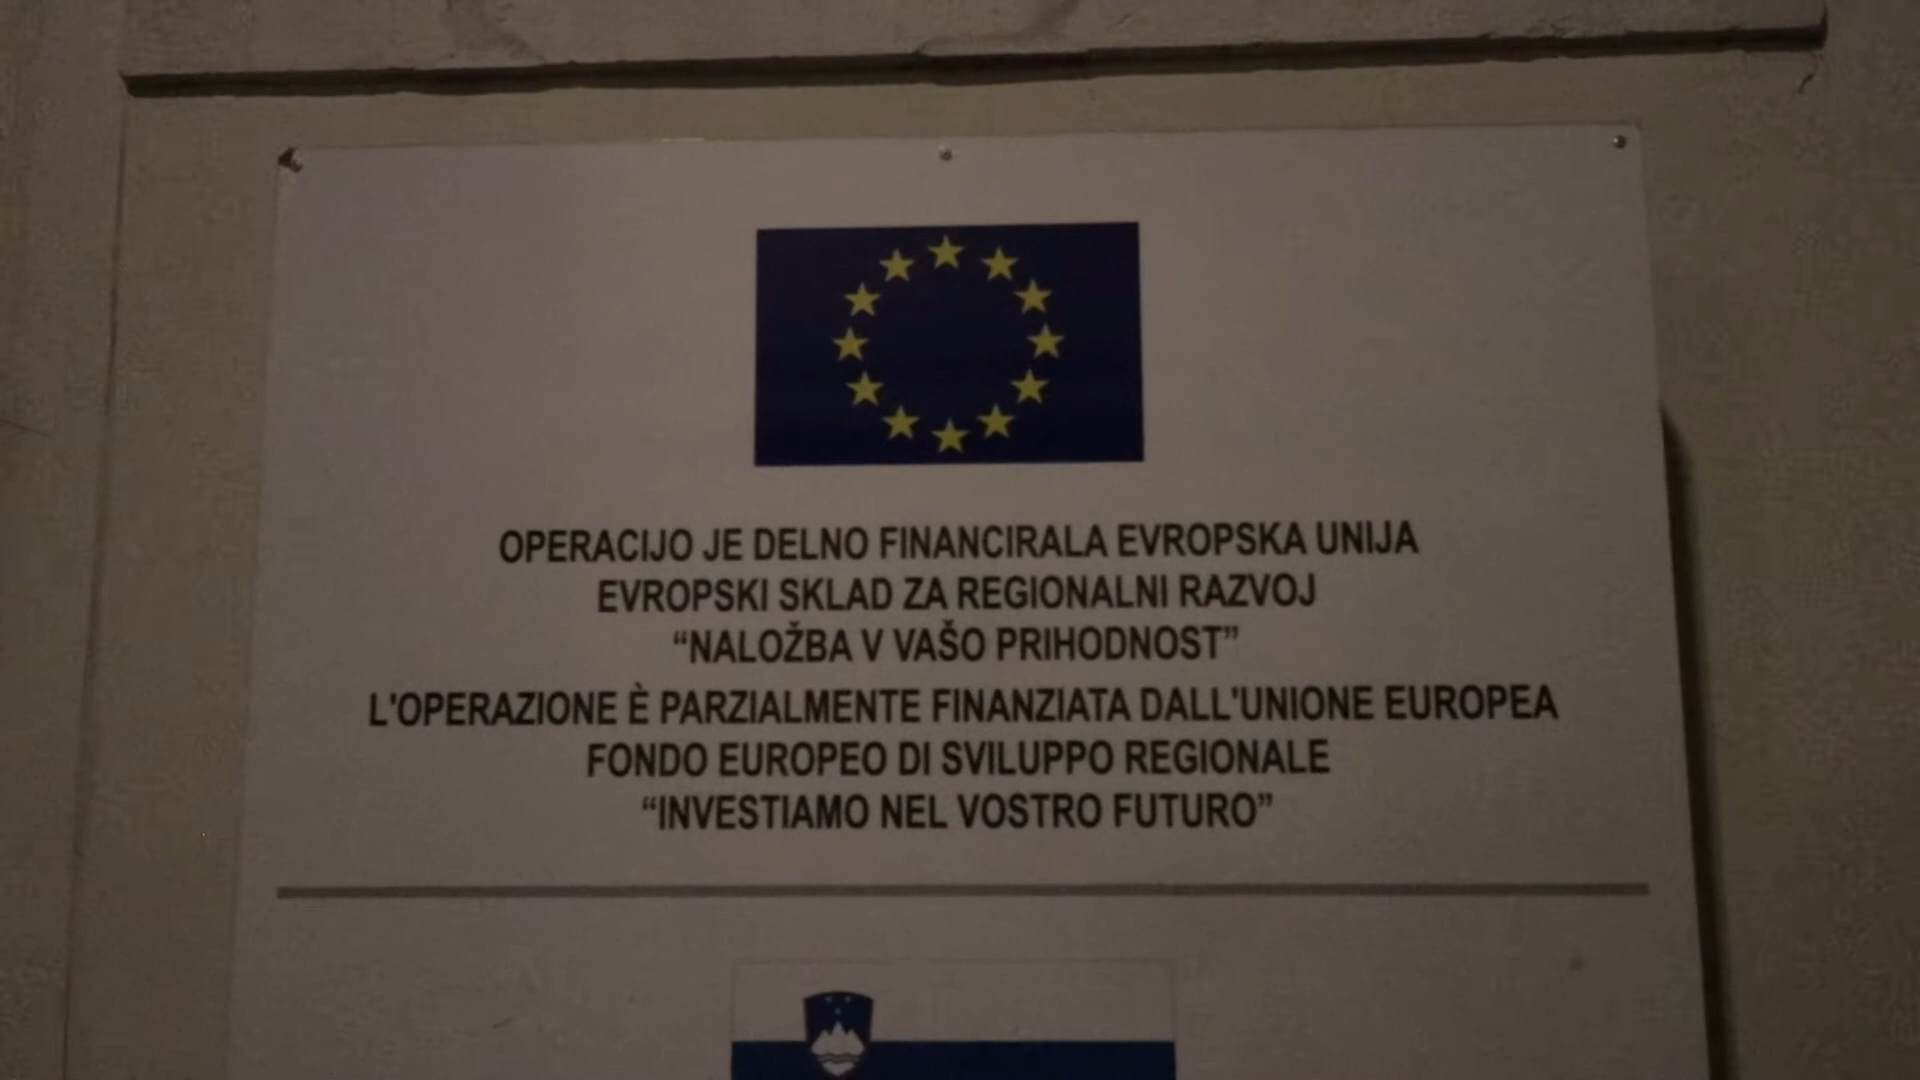 OPERACIJO JE DELNO FINANCIRALA EVROPSKA UNIJA
EVROPSKI SKLAD ZA REGIONALNI RAZVOJ
“NALOŽBA V VAŠO PRIHODNOST”
L'OPERAZIONE È PARZIALMENTE FINANZIATA DALL'UNIONE EUROPEA
FONDO EUROPEO DI SVILUPPO REGIONALE
“INVESTIAMO NEL VOSTRO FUTURO”